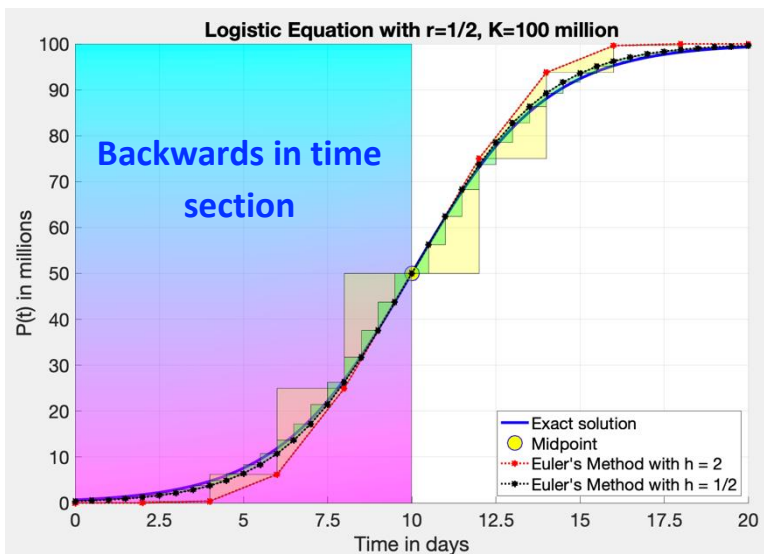 Logistic Equation with r=1/2, K=100 million
100
90
80
70
60
50
40
30
20
10
0
P(t) in millions
Backwards in time
section
Exact solution
Midpoint
Euler's Method with h = 2
Euler's Method with h = 1/2
0 2.5 5 7.5 10 12.5 15 17.5 20
Time in days